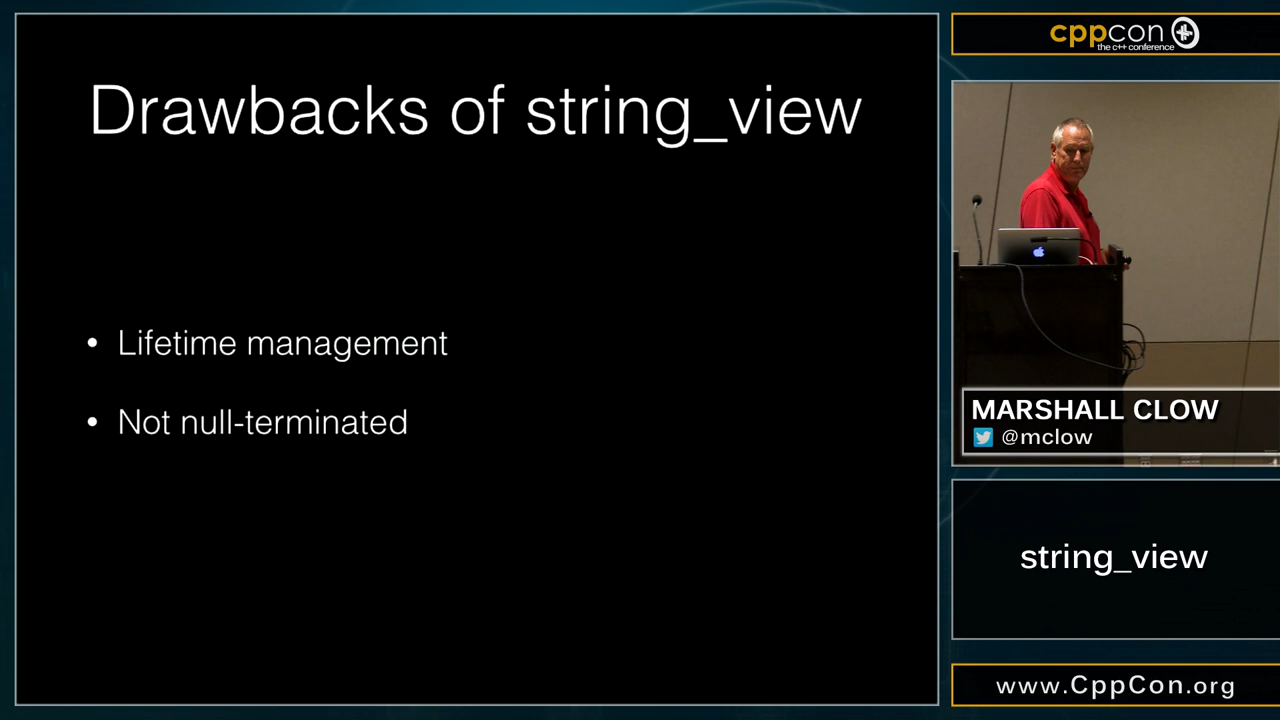 Drawbacks of string_view
• Lifetime management
• Not null-terminated
cppcon
the c++ conference
MARSHALL CLOW
@mclow
string_view
www.CppCon.org